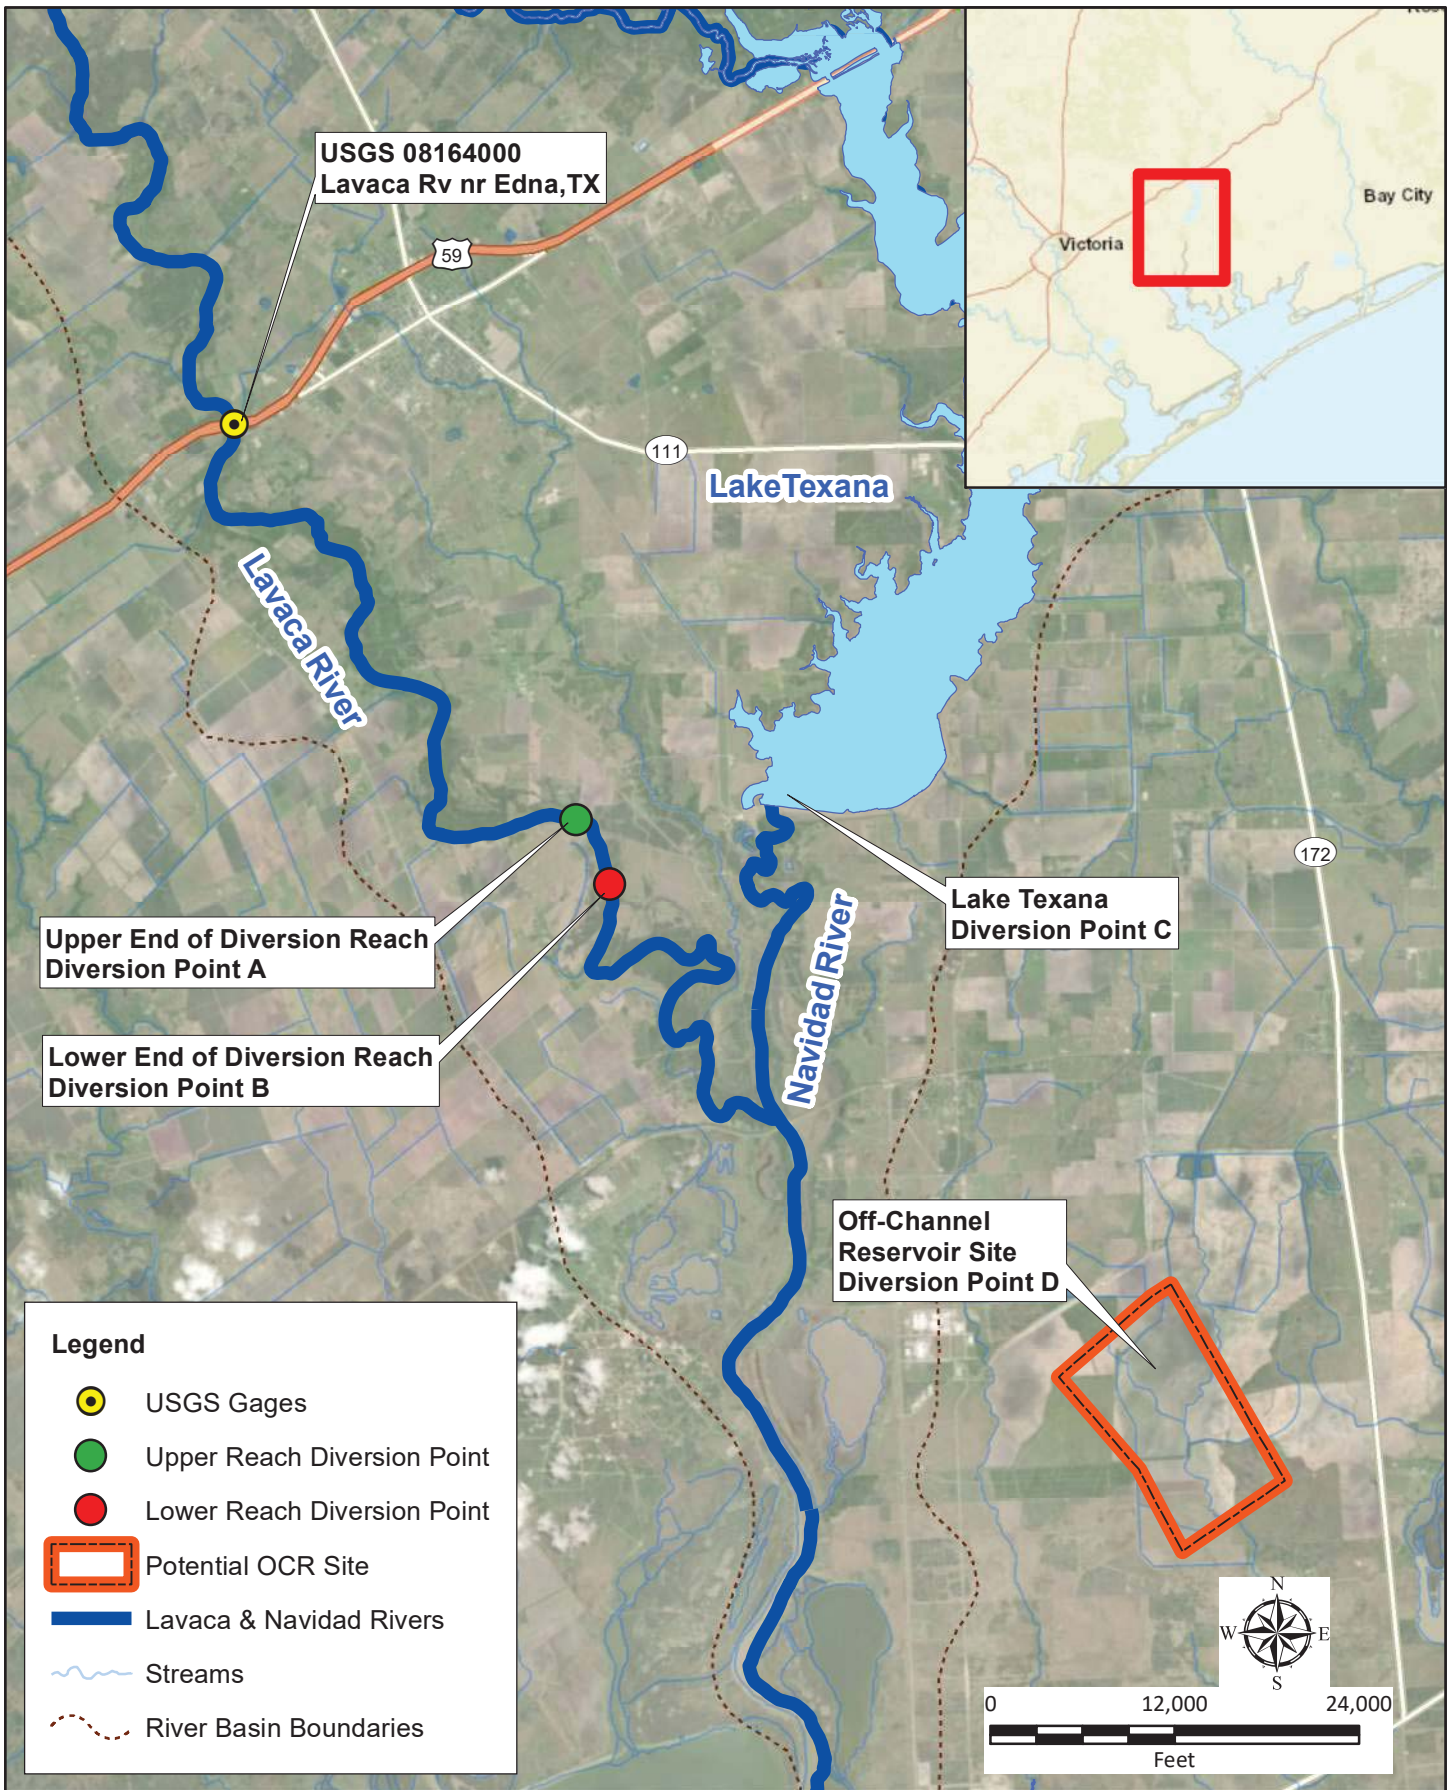 USGS 08164000
Lavaca Rv nr Edna,TX
59
Bay City
Victoria
111
LakeTexana
Lavaca River
172
Lake Texana
Diversion Point C
Upper End of Diversion Reach
Diversion Point A
Navidad River
Lower End of Diversion Reach
Diversion Point B
Off-Channel
Reservoir Site
Diversion Point D
Legend
USGS Gages
Upper Reach Diversion Point
Lower Reach Diversion Point
Potential OCR Site
Lavaca & Navidad Rivers
Streams
River Basin Boundaries
N
W E
S
0 12,000 24,000
Feet